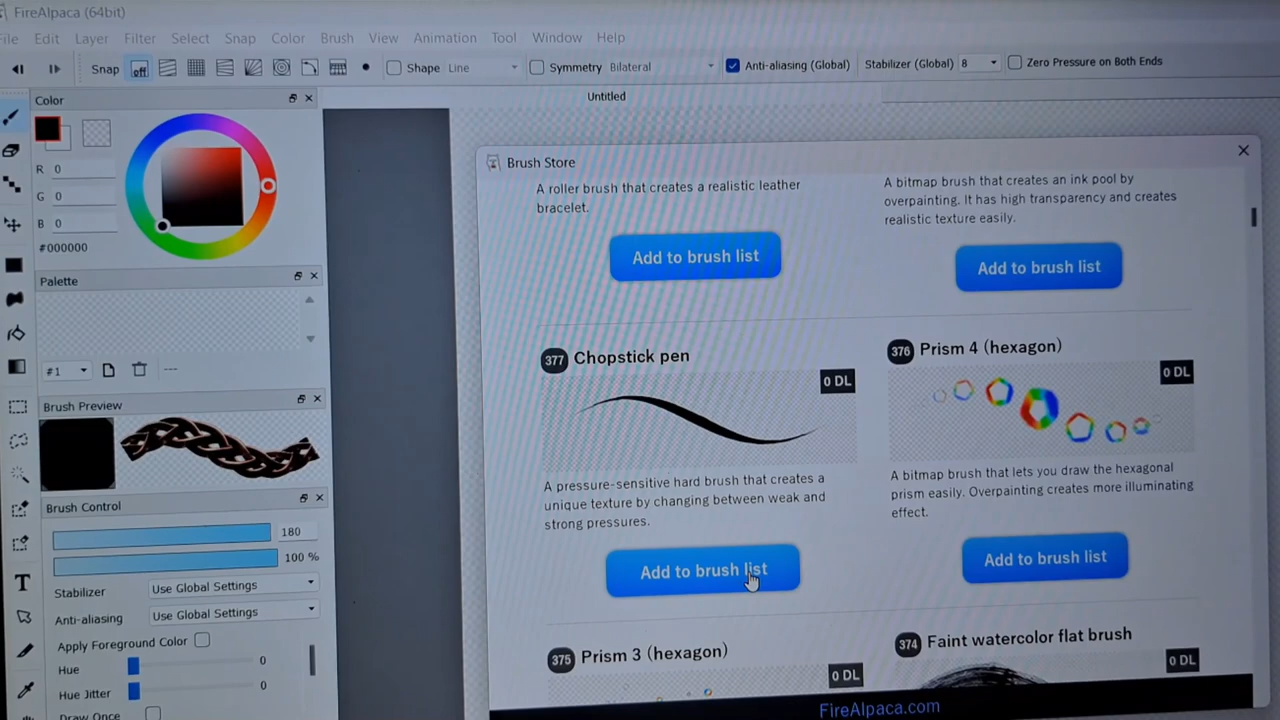 FireAlpaca (64bit)
File Edit Layer Filter Select Snap Color Brush View Animation Tool Window Help
Snap off Shape Line Symmetry Bilateral Anti-aliasing (Global) Stabilizer (Global) 8 Zero Pressure on Both Ends
Untitled
Color
R 0
G 0
B 0
#000000
Palette
#1 ---
Brush Preview
Brush Control
180
100 %
Stabilizer Use Global Settings
Anti-aliasing Use Global Settings
Apply Foreground Color
Hue 0
Hue Jitter 0
Draw Once
Brush Store
A roller brush that creates a realistic leather
bracelet.
Add to brush list
A bitmap brush that creates an ink pool by
overpainting. It has high transparency and creates
realistic texture easily.
Add to brush list
377 Chopstick pen
0 DL
A pressure-sensitive hard brush that creates a
unique texture by changing between weak and
strong pressures.
Add to brush list
376 Prism 4 (hexagon)
0 DL
A bitmap brush that lets you draw the hexagonal
prism easily. Overpainting creates more illuminating
effect.
Add to brush list
375 Prism 3 (hexagon)
0 DL
374 Faint watercolor flat brush
0 DL
FireAlpaca.com
T